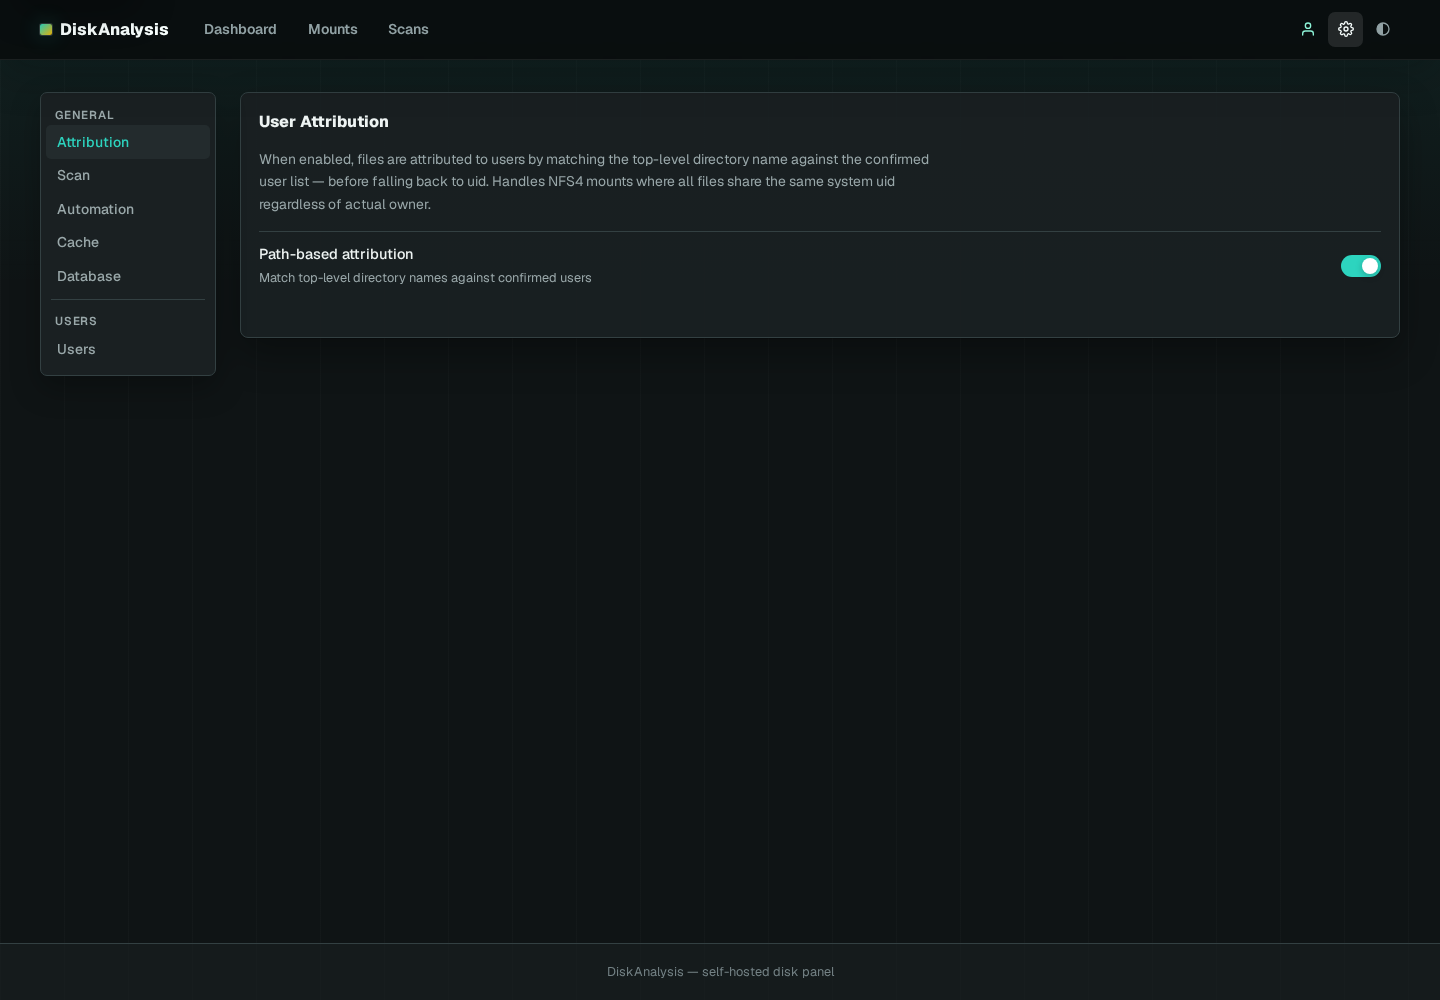 DiskAnalysis
Dashboard
Mounts
Scans
GENERAL
Attribution
Scan
Automation
Cache
Database
USERS
Users
User Attribution
When enabled, files are attributed to users by matching the top-level directory name against the confirmed
user list — before falling back to uid. Handles NFS4 mounts where all files share the same system uid
regardless of actual owner.
Path-based attribution
Match top-level directory names against confirmed users
DiskAnalysis — self-hosted disk panel